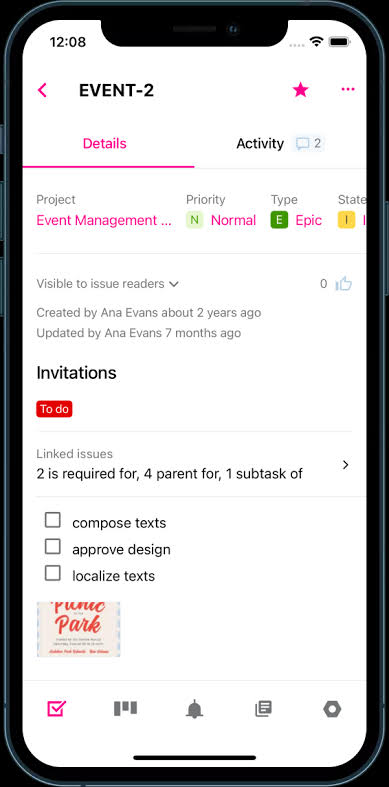 12:08
EVENT-2
Details
Activity 2
Project Priority Type State
Event Management ... N Normal E Epic I
Visible to issue readers 0
Created by Ana Evans about 2 years ago
Updated by Ana Evans 7 months ago
Invitations
To do
Linked issues
2 is required for, 4 parent for, 1 subtask of
compose texts
approve design
localize texts
Picnic
Park